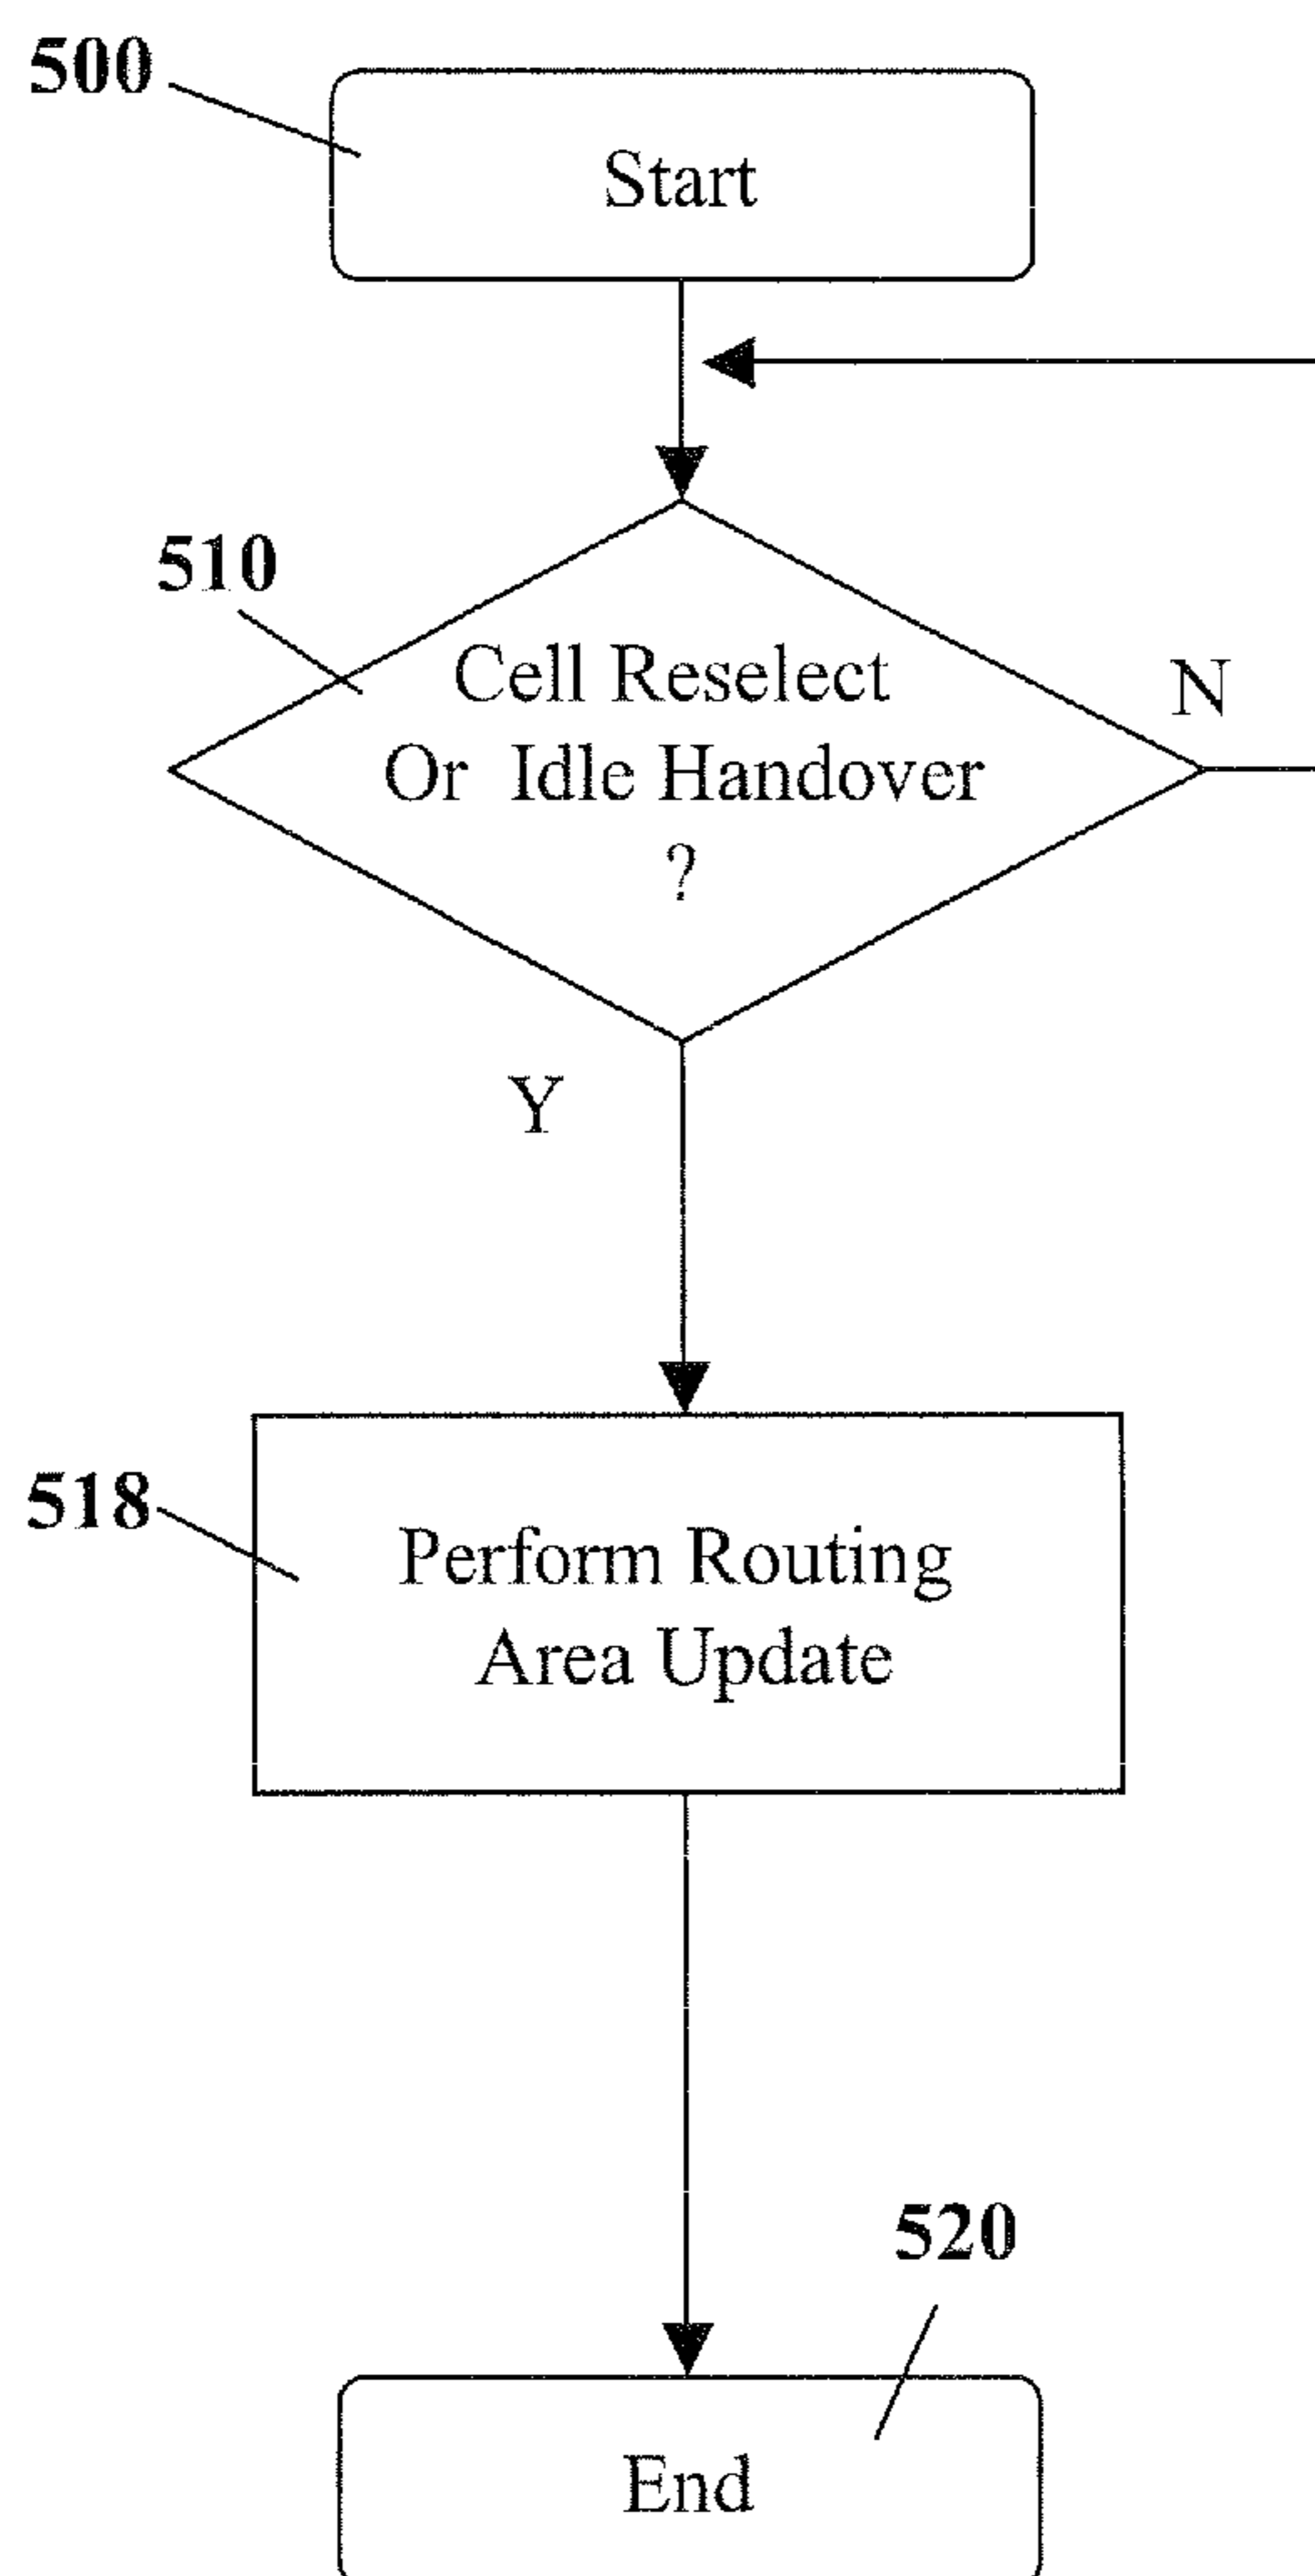 500
Start
510
Cell Reselect
Or Idle Handover
?
N
Y
518
Perform Routing
Area Update
520
End